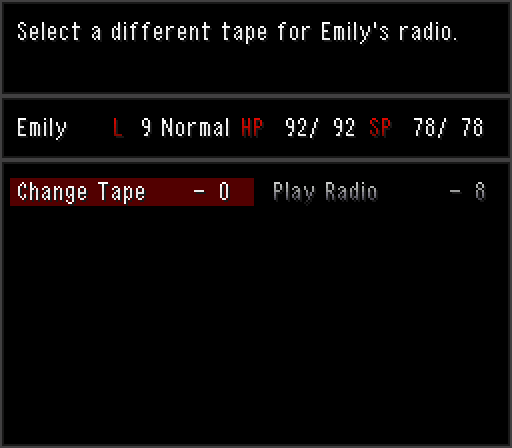 Select a different tape for Emily's radio.
Emily L 9 Normal HP 92/ 92 SP 78/ 78
Change Tape - 0 Play Radio - 8